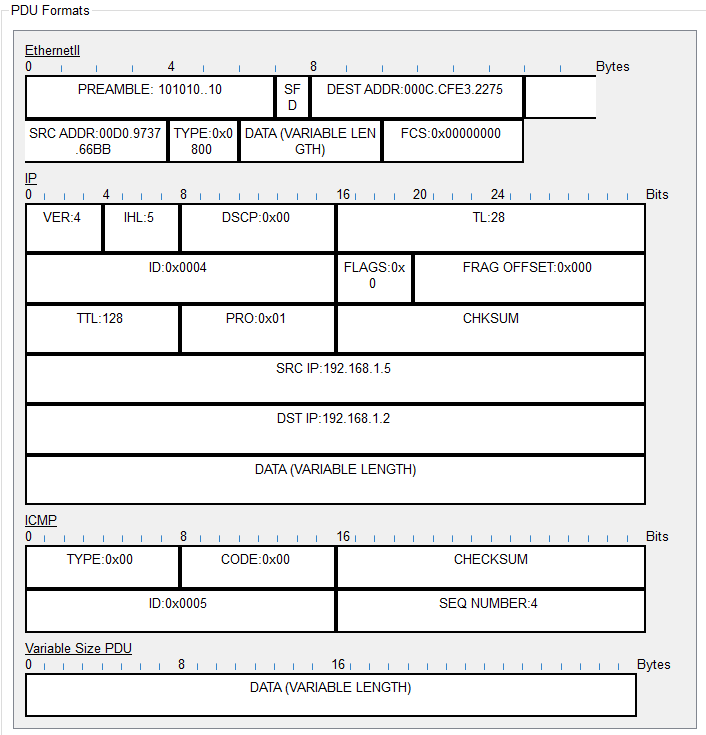 PDU Formats
EthernetII
0 4 8 Bytes
PREAMBLE: 101010..10 SF DEST ADDR:000C.CFE3.2275
D
SRC ADDR:00D0.9737 TYPE:0x0 DATA (VARIABLE LEN FCS:0x00000000
.66BB 800 GTH)
IP
0 4 8 16 20 24 Bits
VER:4 IHL:5 DSCP:0x00 TL:28
ID:0x0004 FLAGS:0x FRAG OFFSET:0x000
0
TTL:128 PRO:0x01 CHKSUM
SRC IP:192.168.1.5
DST IP:192.168.1.2
DATA (VARIABLE LENGTH)
ICMP
0 8 16 Bits
TYPE:0x00 CODE:0x00 CHECKSUM
ID:0x0005 SEQ NUMBER:4
Variable Size PDU
0 8 16 Bytes
DATA (VARIABLE LENGTH)